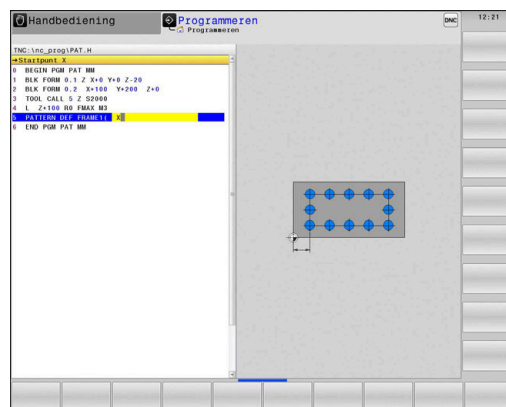 Handbediening
Programmeren
Programmeren
DNC
12:21
TNC:\nc_prog\PAT.H
→Startpunt X
0 BEGIN PGM PAT MM
1 BLK FORM 0.1 Z X+0 Y+0 Z-20
2 BLK FORM 0.2 X+100 Y+200 Z+0
3 TOOL CALL 5 Z S2000
4 L Z+100 R0 FMAX M3
5 PATTERN DEF FRAME1( X
6 END PGM PAT MM